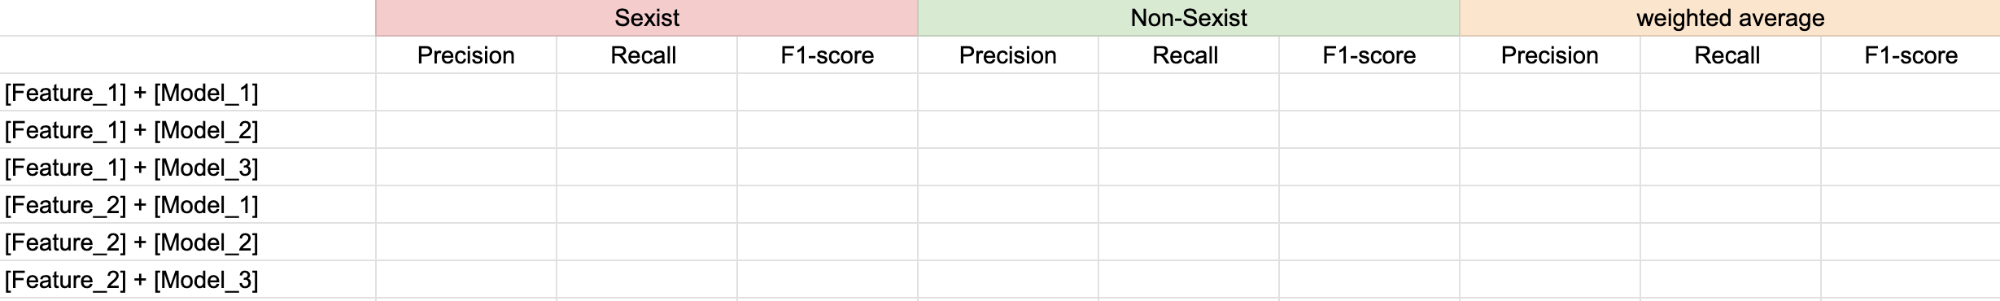 Sexist Non-Sexist weighted average
Precision Recall F1-score Precision Recall F1-score Precision Recall F1-score
[Feature_1] + [Model_1]
[Feature_1] + [Model_2]
[Feature_1] + [Model_3]
[Feature_2] + [Model_1]
[Feature_2] + [Model_2]
[Feature_2] + [Model_3]